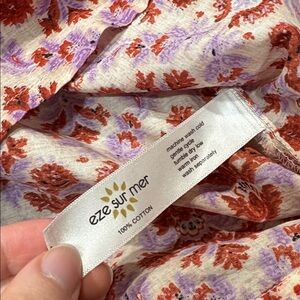 eze sur mer
100% COTTON
machine wash cold
gentle cycle
tumble dry low
warm iron
wash separately